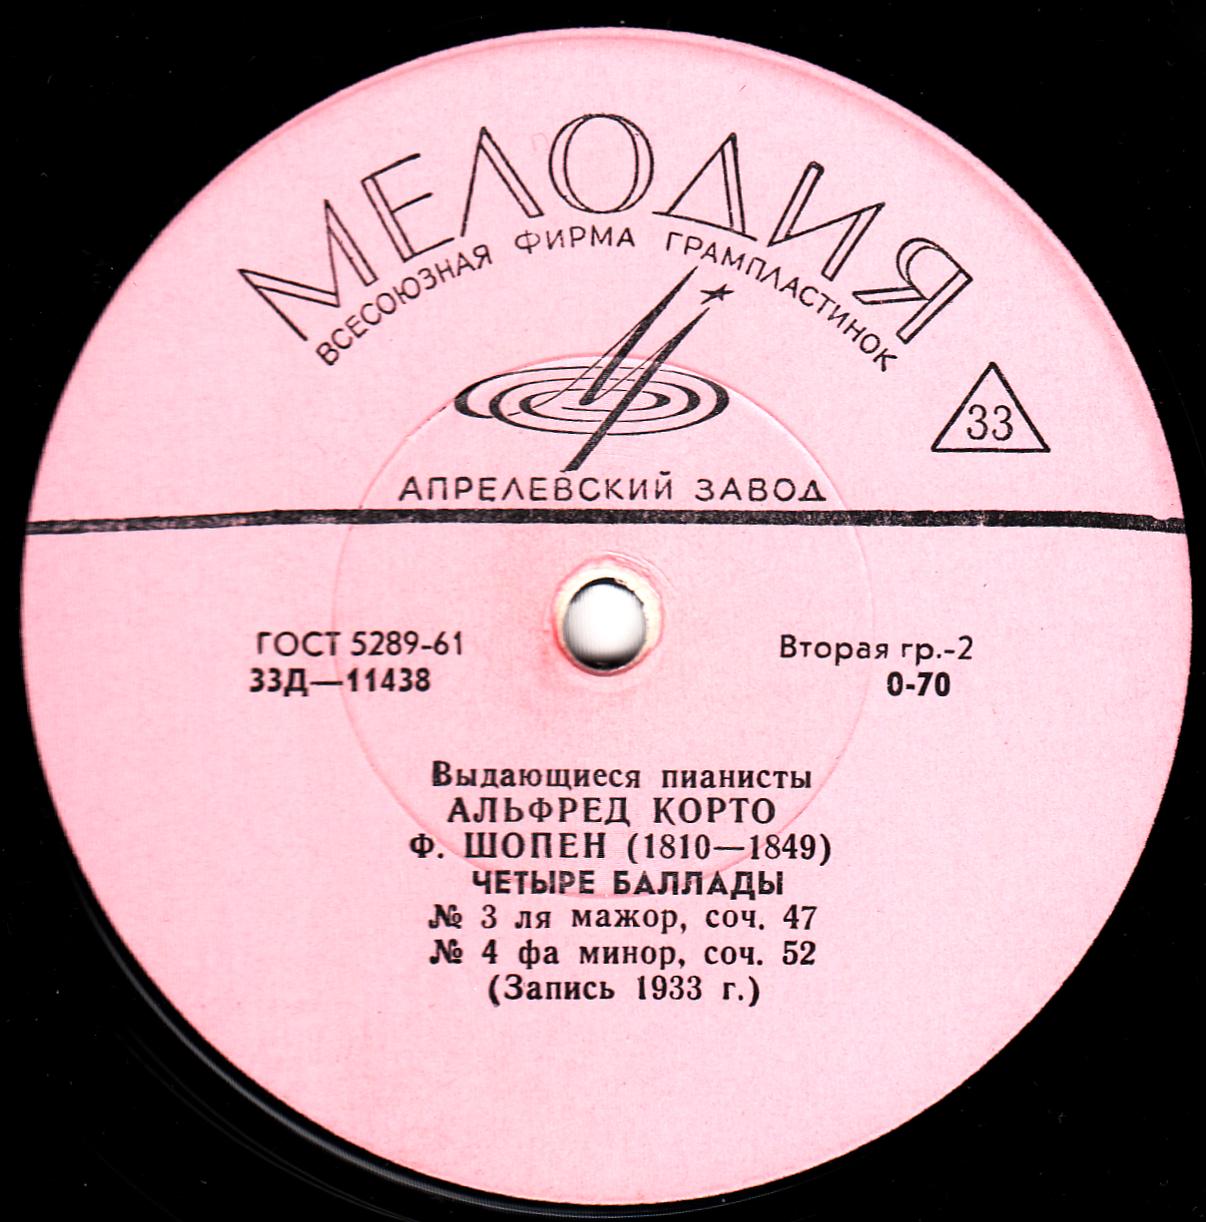 МЕЛОДИЯ
ВСЕСОЮЗНАЯ ФИРМА ГРАМПЛАСТИНОК
33
АПРЕЛЕВСКИЙ ЗАВОД
ГОСТ 5289-61
Вторая гр.-2
33Д—11438
0-70
Выдающиеся пианисты
АЛЬФРЕД КОРТО
Ф. ШОПЕН (1810—1849)
ЧЕТЫРЕ БАЛЛАДЫ
№ 3 ля мажор, соч. 47
№ 4 фа минор, соч. 52
(Запись 1933 г.)